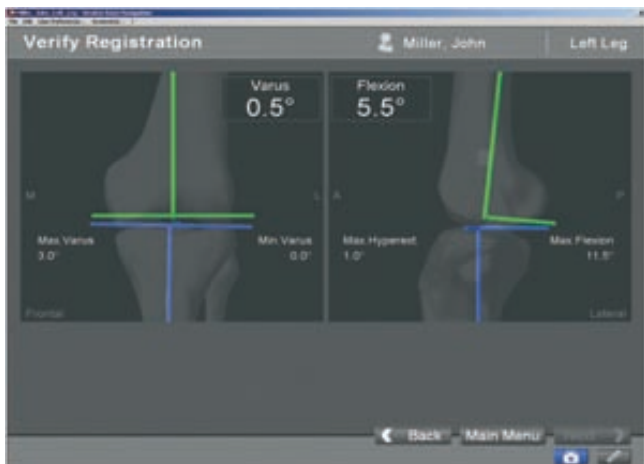 Verify Registration
Miller, John
Left Leg
Varus
0.5°
Flexion
5.5°
M
L
A
P
Max Varus
3.0°
Min Varus
0.0°
Max Hyperext
1.0°
Max Flexion
11.5°
Frontal
Lateral
Back
Main Menu
Next